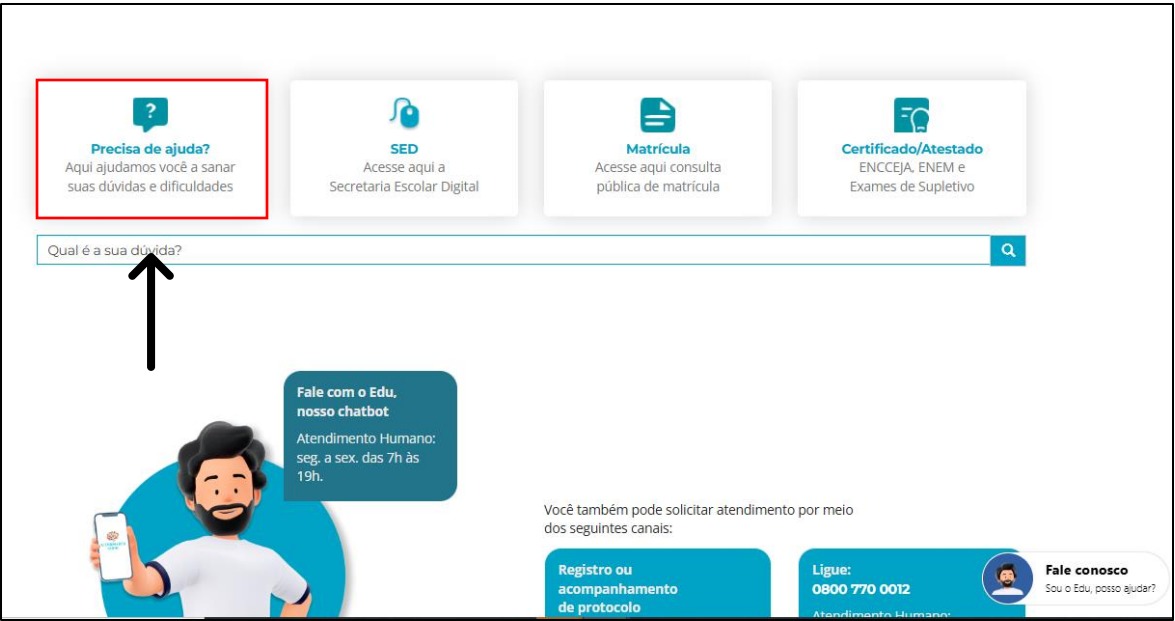 Precisa de ajuda?
Aqui ajudamos você a sanar
suas dúvidas e dificuldades
SED
Acesse aqui a
Secretaria Escolar Digital
Matrícula
Acesse aqui consulta
pública de matrícula
Certificado/Atestado
ENCCEJA, ENEM e
Exames de Supletivo
Qual é a sua dúvida?
Fale com o Edu,
nosso chatbot
Atendimento Humano:
seg. a sex. das 7h às
19h.
Você também pode solicitar atendimento por meio
dos seguintes canais:
Registro ou
acompanhamento
de protocolo
Ligue:
0800 770 0012
Atendimento Humano:
Fale conosco
Sou o Edu, posso ajudar?